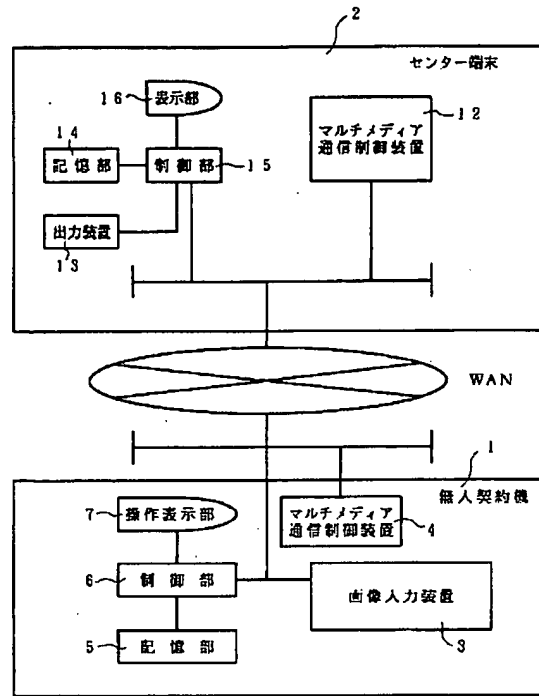 2
センター端末
16
表示部
14
記憶部
制御部
15
マルチメディア
通信制御装置
12
出力装置
13
WAN
1
無人契約機
7
操作表示部
マルチメディア
通信制御装置
4
6
制御部
画像入力装置
3
5
記憶部